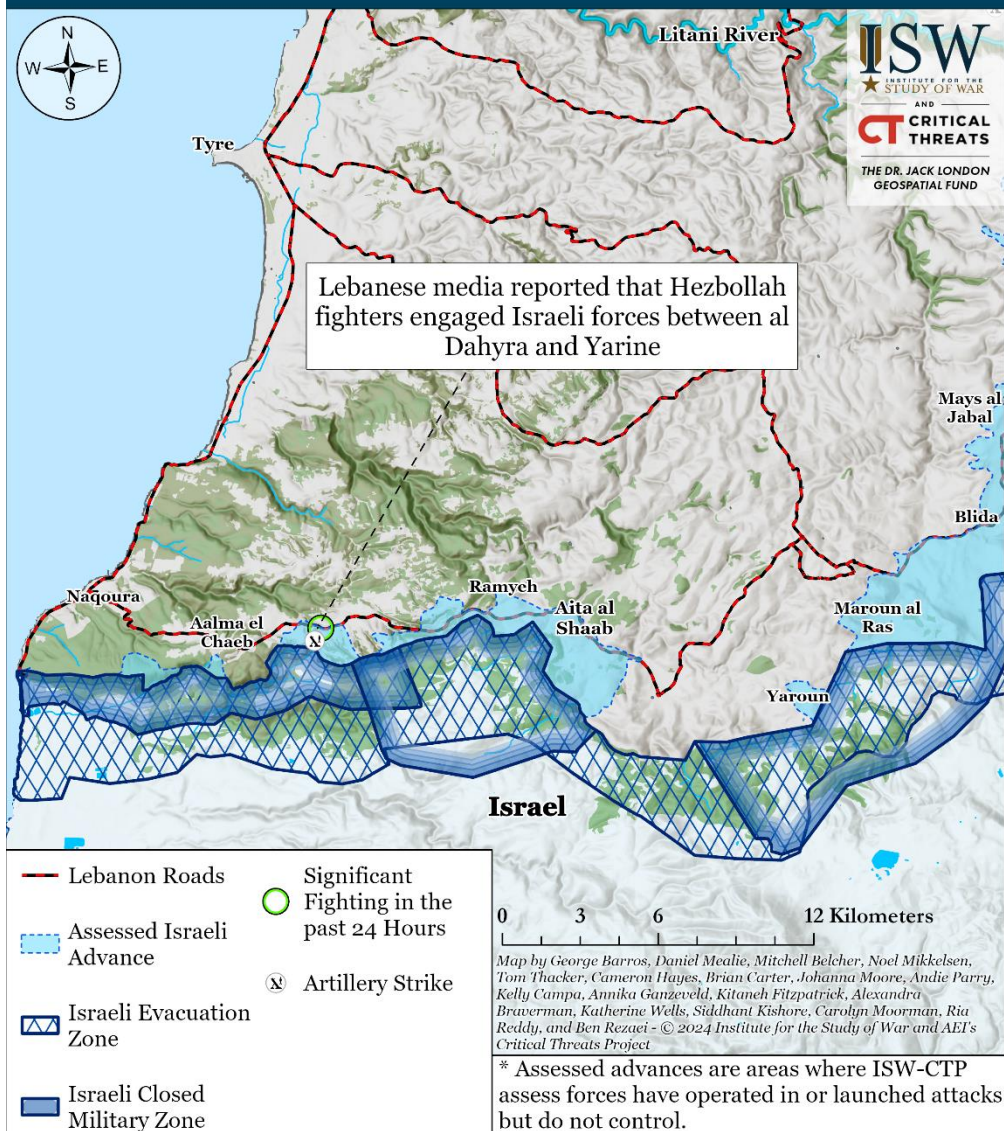 N
W
E
S
Litani River
ISW
INSTITUTE FOR THE
STUDY OF WAR
AND
CT CRITICAL
THREATS
THE DR. JACK LONDON
GEOSPATIAL FUND
Tyre
Lebanese media reported that Hezbollah
fighters engaged Israeli forces between al
Dahyra and Yarine
Mays al
Jabal
Blida
Naqoura
Aalma el
Chaeb
Ramyeh
Aita al
Shaab
Maroun al
Ras
Yaroun
Israel
Lebanon Roads
Assessed Israeli
Advance
Israeli Evacuation
Zone
Israeli Closed
Military Zone
Significant
Fighting in the
past 24 Hours
Artillery Strike
0 3 6 12 Kilometers
Map by George Barros, Daniel Mealie, Mitchell Belcher, Noel Mikkelsen,
Tom Thacker, Cameron Hayes, Brian Carter, Johanna Moore, Andie Parry,
Kelly Campa, Annika Ganzeveld, Kitaneh Fitzpatrick, Alexandra
Braverman, Katherine Wells, Siddhant Kishore, Carolyn Moorman, Ria
Reddy, and Ben Rezaei - © 2024 Institute for the Study of War and AEI's
Critical Threats Project
* Assessed advances are areas where ISW-CTP
assess forces have operated in or launched attacks
but do not control.